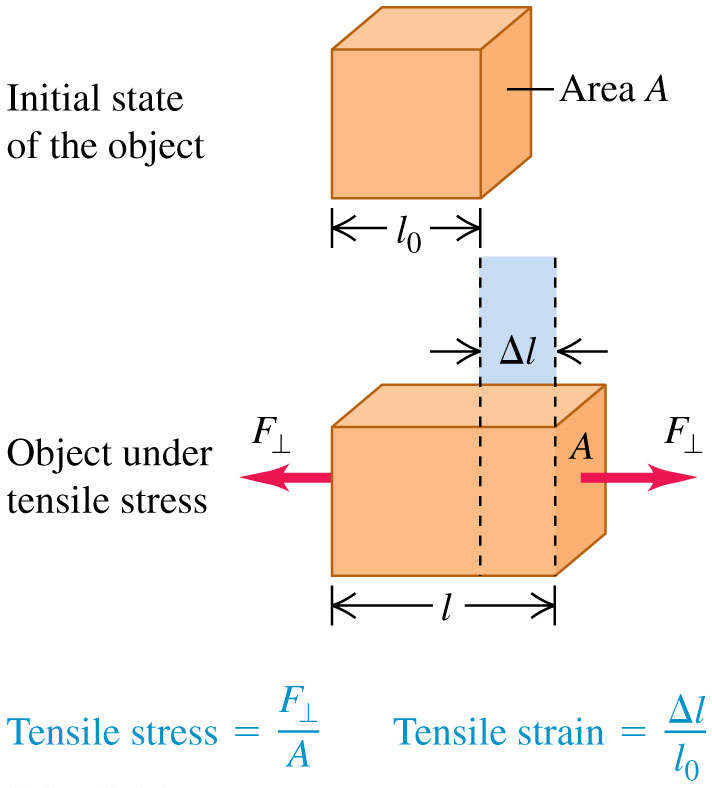 Initial state
of the object
Area A
l₀
Δl
Object under
tensile stress
F⊥
A
F⊥
l
Tensile stress = F⊥/A
Tensile strain = Δl/l₀